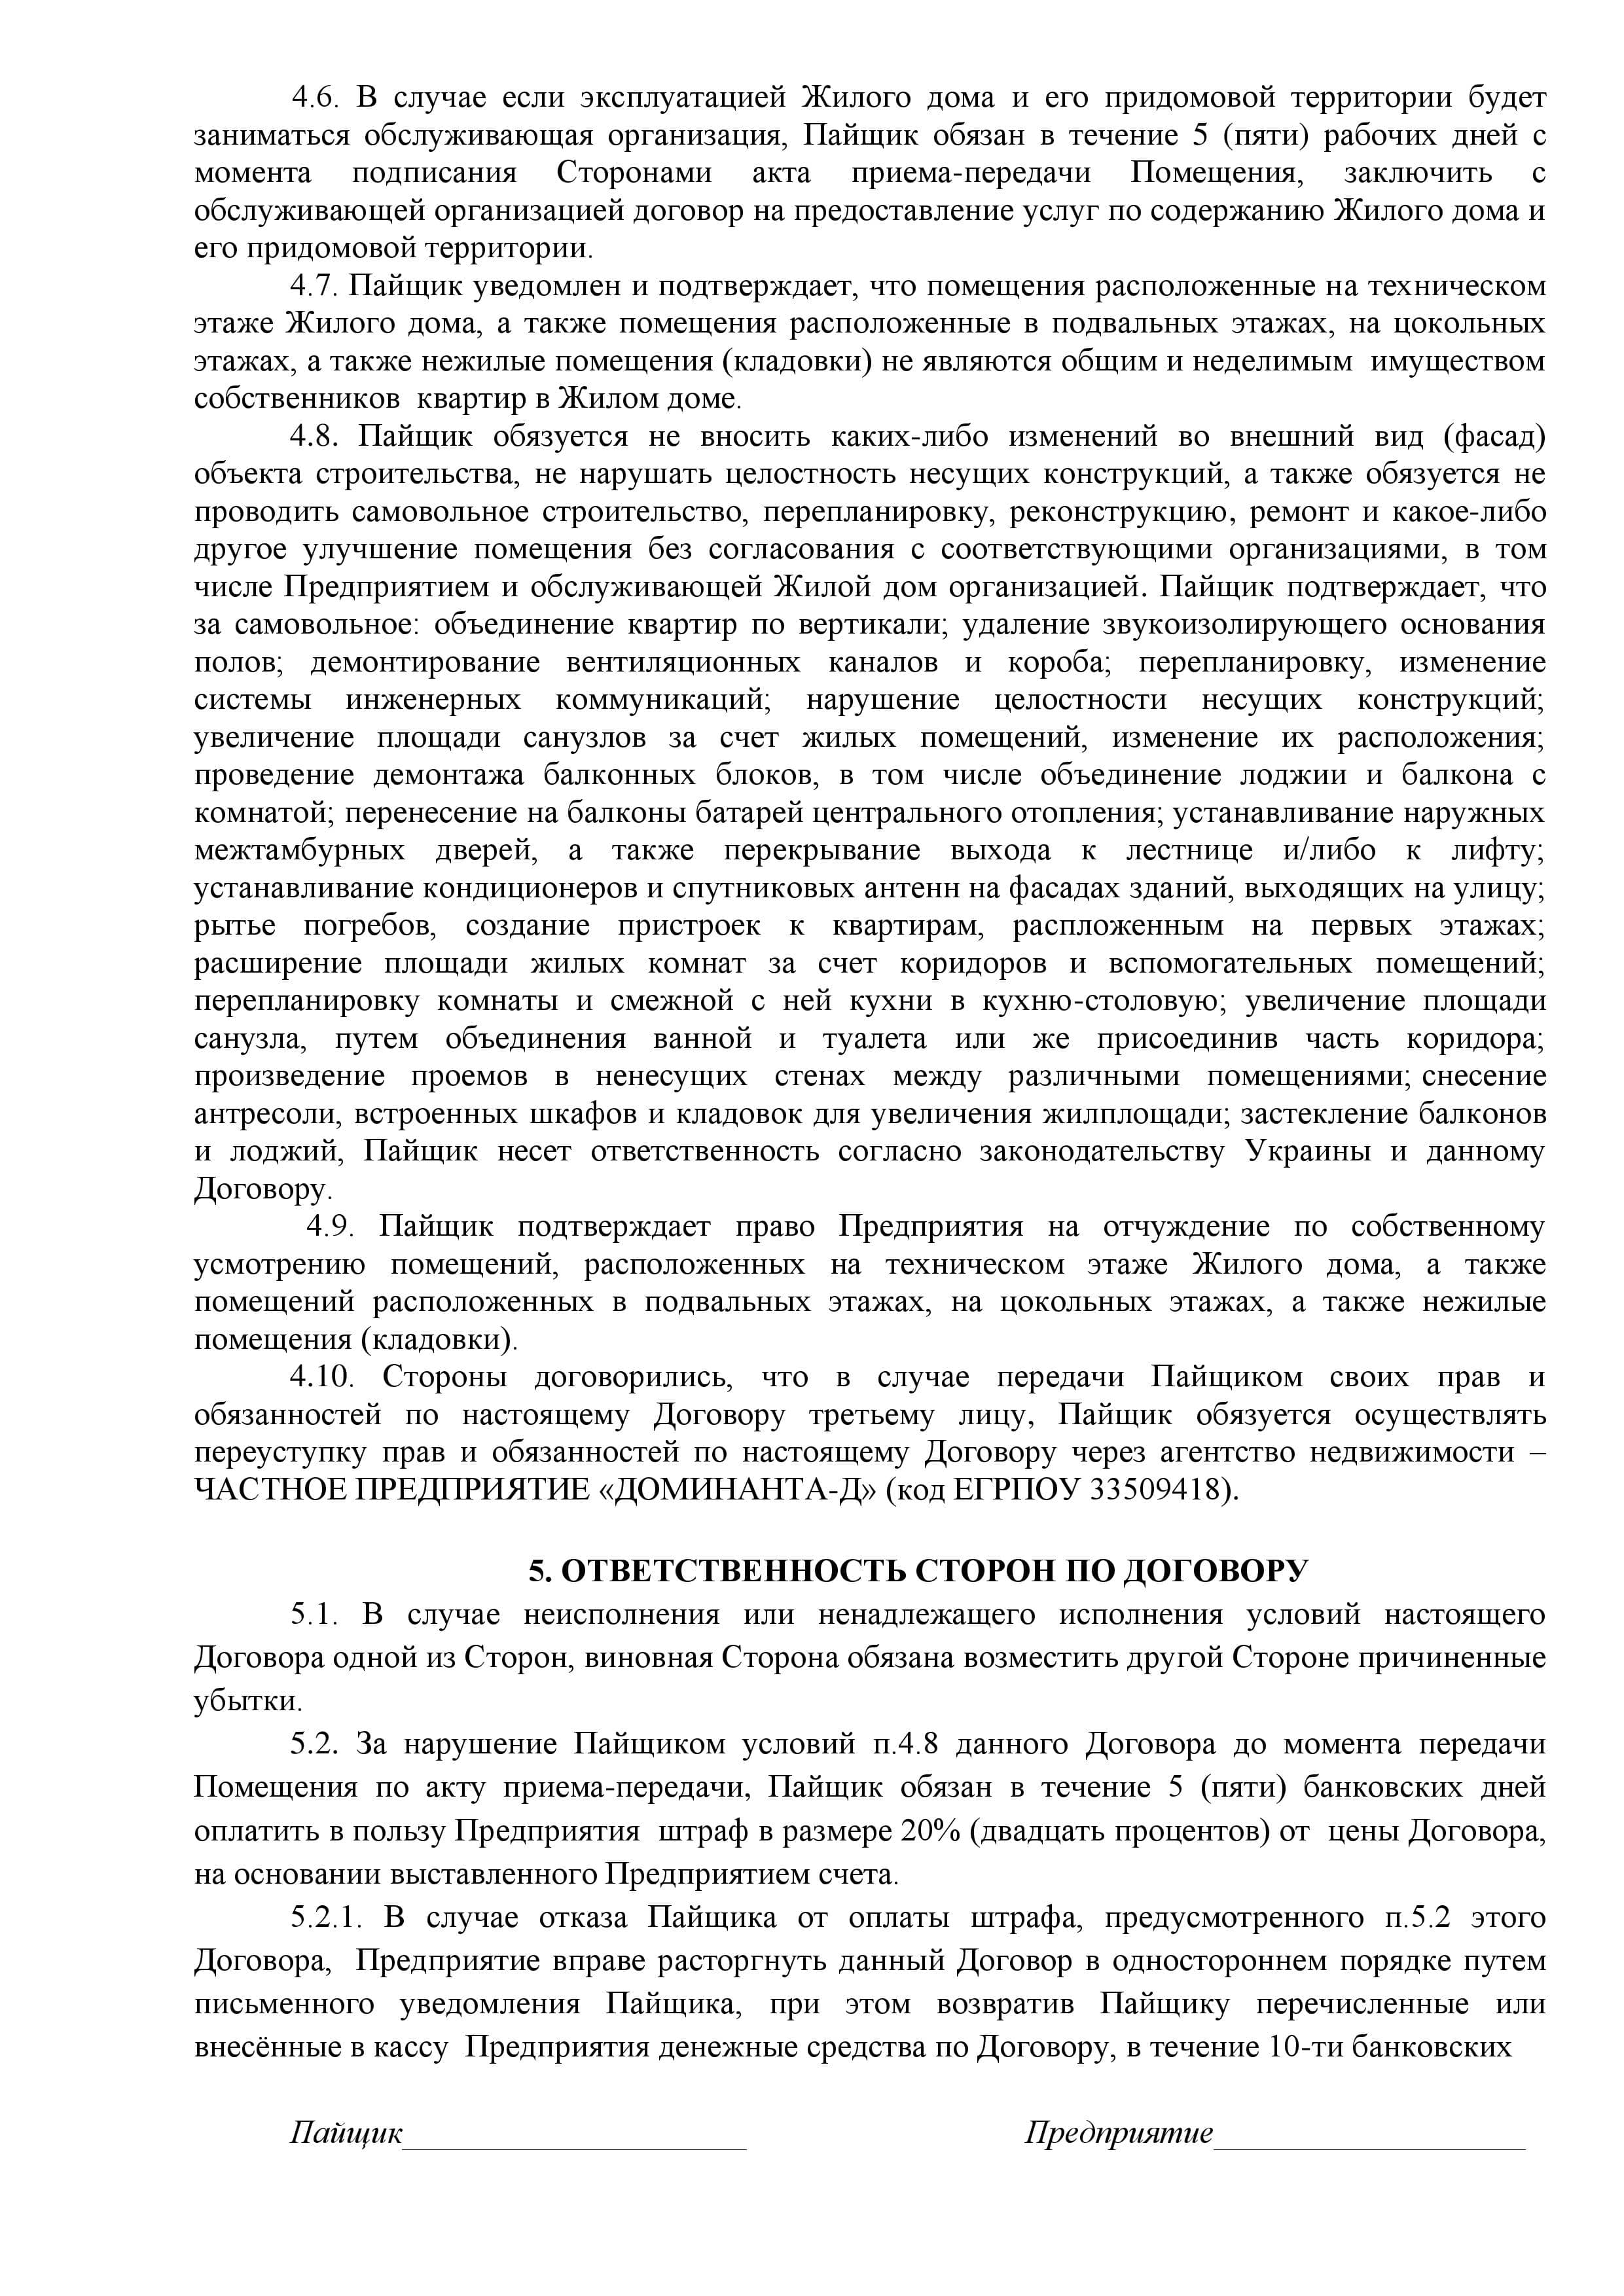 4.6. В случае если эксплуатацией Жилого дома и его придомовой территории будет
заниматься обслуживающая организация, Пайщик обязан в течение 5 (пяти) рабочих дней с
момента подписания Сторонами акта приема-передачи Помещения, заключить с
обслуживающей организацией договор на предоставление услуг по содержанию Жилого дома и
его придомовой территории.
4.7. Пайщик уведомлен и подтверждает, что помещения расположенные на техническом
этаже Жилого дома, а также помещения расположенные в подвальных этажах, на цокольных
этажах, а также нежилые помещения (кладовки) не являются общим и неделимым имуществом
собственников квартир в Жилом доме.
4.8. Пайщик обязуется не вносить каких-либо изменений во внешний вид (фасад)
объекта строительства, не нарушать целостность несущих конструкций, а также обязуется не
проводить самовольное строительство, перепланировку, реконструкцию, ремонт и какое-либо
другое улучшение помещения без согласования с соответствующими организациями, в том
числе Предприятием и обслуживающей Жилой дом организацией. Пайщик подтверждает, что
за самовольное: объединение квартир по вертикали; удаление звукоизолирующего основания
полов; демонтирование вентиляционных каналов и короба; перепланировку, изменение
системы инженерных коммуникаций; нарушение целостности несущих конструкций;
увеличение площади санузлов за счет жилых помещений, изменение их расположения;
проведение демонтажа балконных блоков, в том числе объединение лоджии и балкона с
комнатой; перенесение на балконы батарей центрального отопления; устанавливание наружных
межтамбурных дверей, а также перекрывание выхода к лестнице и/либо к лифту;
устанавливание кондиционеров и спутниковых антенн на фасадах зданий, выходящих на улицу;
рытье погребов, создание пристроек к квартирам, распложенным на первых этажах;
расширение площади жилых комнат за счет коридоров и вспомогательных помещений;
перепланировку комнаты и смежной с ней кухни в кухню-столовую; увеличение площади
санузла, путем объединения ванной и туалета или же присоединив часть коридора;
произведение проемов в ненесущих стенах между различными помещениями; снесение
антресоли, встроенных шкафов и кладовок для увеличения жилплощади; застекление балконов
и лоджий, Пайщик несет ответственность согласно законодательству Украины и данному
Договору.
4.9. Пайщик подтверждает право Предприятия на отчуждение по собственному
усмотрению помещений, расположенных на техническом этаже Жилого дома, а также
помещений расположенных в подвальных этажах, на цокольных этажах, а также нежилые
помещения (кладовки).
4.10. Стороны договорились, что в случае передачи Пайщиком своих прав и
обязанностей по настоящему Договору третьему лицу, Пайщик обязуется осуществлять
переуступку прав и обязанностей по настоящему Договору через агентство недвижимости –
ЧАСТНОЕ ПРЕДПРИЯТИЕ «ДОМИНАНТА-Д» (код ЕГРПОУ 33509418).
5. ОТВЕТСТВЕННОСТЬ СТОРОН ПО ДОГОВОРУ
5.1. В случае неисполнения или ненадлежащего исполнения условий настоящего
Договора одной из Сторон, виновная Сторона обязана возместить другой Стороне причиненные
убытки.
5.2. За нарушение Пайщиком условий п.4.8 данного Договора до момента передачи
Помещения по акту приема-передачи, Пайщик обязан в течение 5 (пяти) банковских дней
оплатить в пользу Предприятия штраф в размере 20% (двадцать процентов) от цены Договора,
на основании выставленного Предприятием счета.
5.2.1. В случае отказа Пайщика от оплаты штрафа, предусмотренного п.5.2 этого
Договора, Предприятие вправе расторгнуть данный Договор в одностороннем порядке путем
письменного уведомления Пайщика, при этом возвратив Пайщику перечисленные или
внесённые в кассу Предприятия денежные средства по Договору, в течение 10-ти банковских
Пайщик______________________ Предприятие____________________